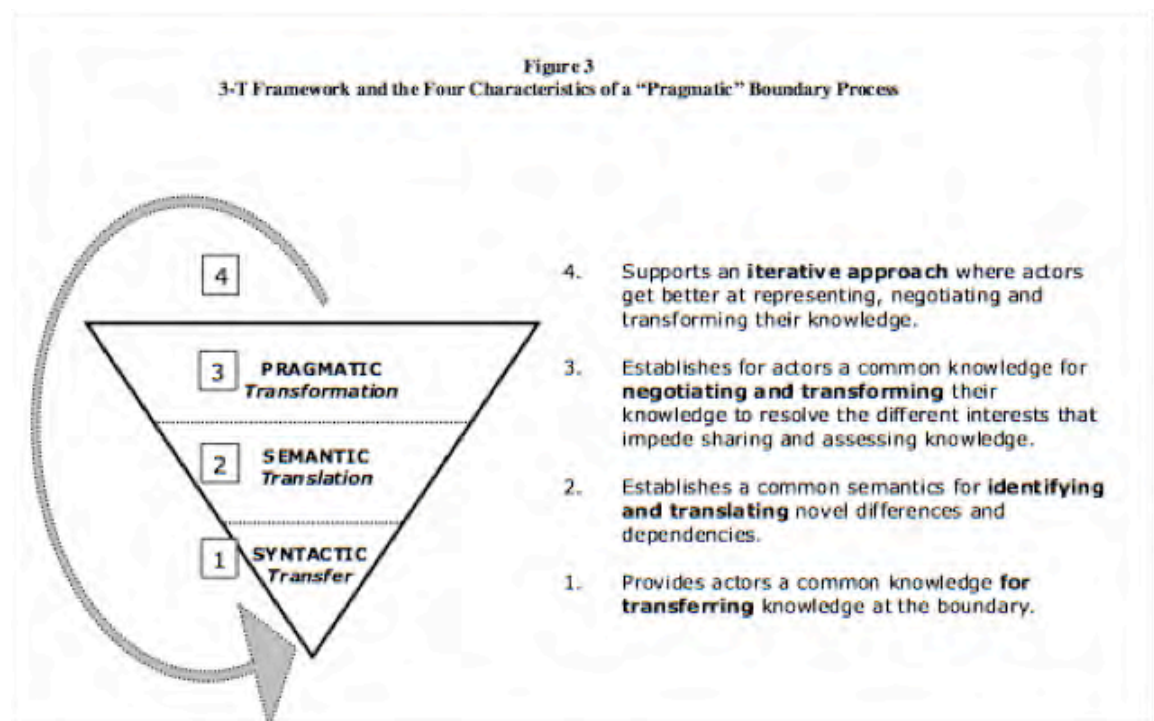 Figure 3
3-T Framework and the Four Characteristics of a “Pragmatic” Boundary Process
4
3 PRAGMATIC
Transformation
2 SEMANTIC
Translation
1 SYNTACTIC
Transfer
4. Supports an iterative approach where actors
get better at representing, negotiating and
transforming their knowledge.
3. Establishes for actors a common knowledge for
negotiating and transforming their
knowledge to resolve the different interests that
impede sharing and assessing knowledge.
2. Establishes a common semantics for identifying
and translating novel differences and
dependencies.
1. Provides actors a common knowledge for
transferring knowledge at the boundary.